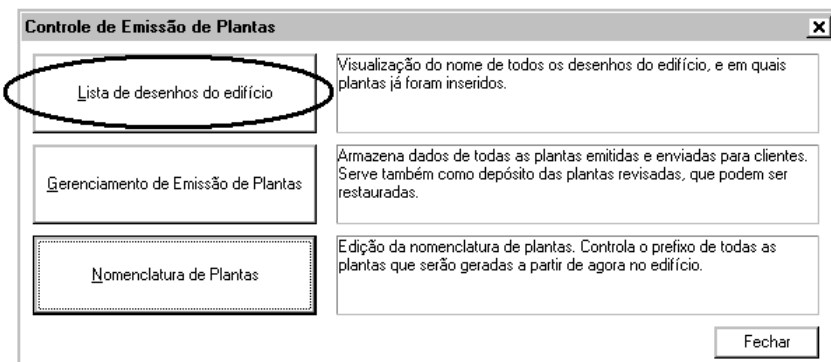 Controle de Emissão de Plantas
Lista de desenhos do edifício
Visualização do nome de todos os desenhos do edifício, e em quais
plantas já foram inseridos.
Gerenciamento de Emissão de Plantas
Armazena dados de todas as plantas emitidas e enviadas para clientes.
Serve também como depósito das plantas revisadas, que podem ser
restauradas.
Nomenclatura de Plantas
Edição da nomenclatura de plantas. Controla o prefixo de todas as
plantas que serão geradas a partir de agora no edifício.
Fechar